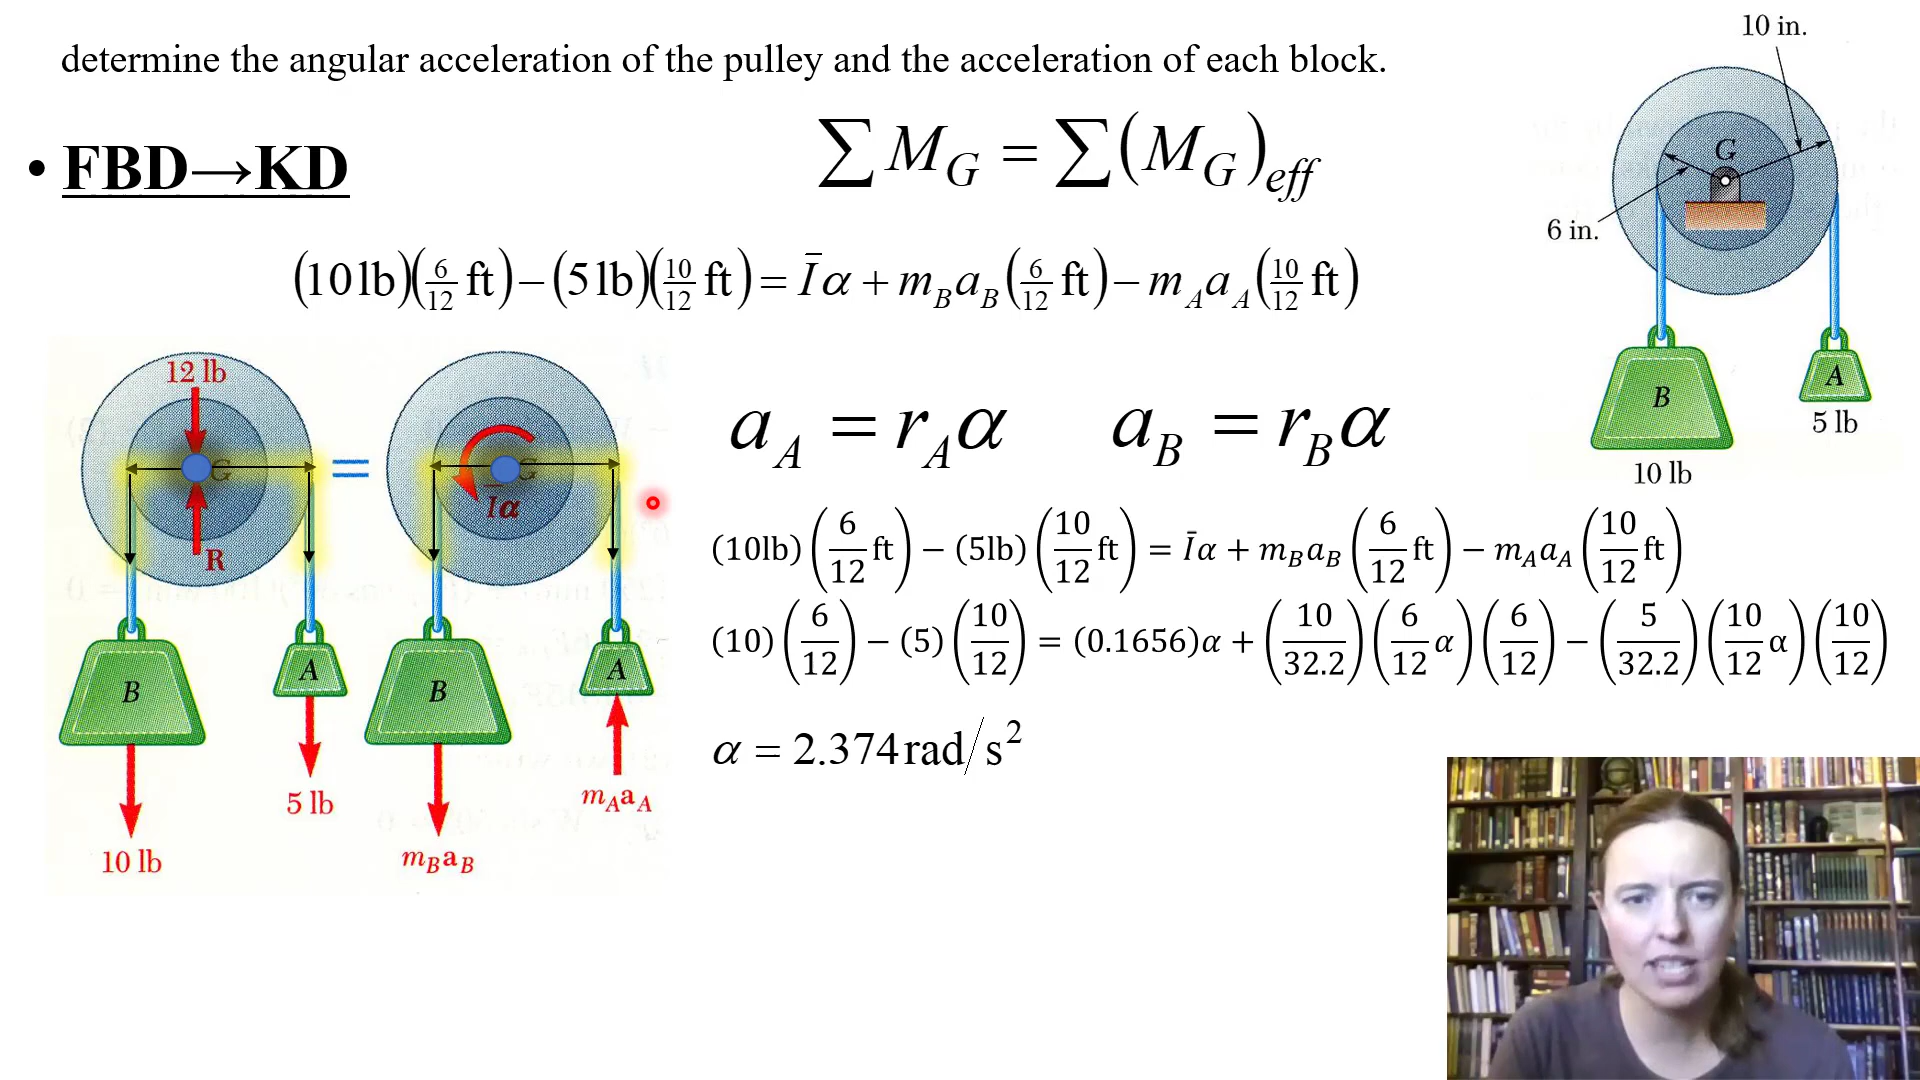 determine the angular acceleration of the pulley and the acceleration of each block.
• FBD→KD
∑ M_G = ∑(M_G)_eff
(10 lb)(6/12 ft) − (5 lb)(10/12 ft) = Īα + m_B a_B (6/12 ft) − m_A a_A (10/12 ft)
10 in.
G
6 in.
B
A
5 lb
10 lb
12 lb
G
R
B
A
5 lb
10 lb
=
G
Īα
B
A
m_A a_A
m_B a_B
a_A = r_A α a_B = r_B α
(10lb)(6/12 ft) − (5lb)(10/12 ft) = Īα + m_B a_B (6/12 ft) − m_A a_A (10/12 ft)
(10)(6/12) − (5)(10/12) = (0.1656)α + (10/32.2)(6/12 α)(6/12) − (5/32.2)(10/12 α)(10/12)
α = 2.374 rad/s²